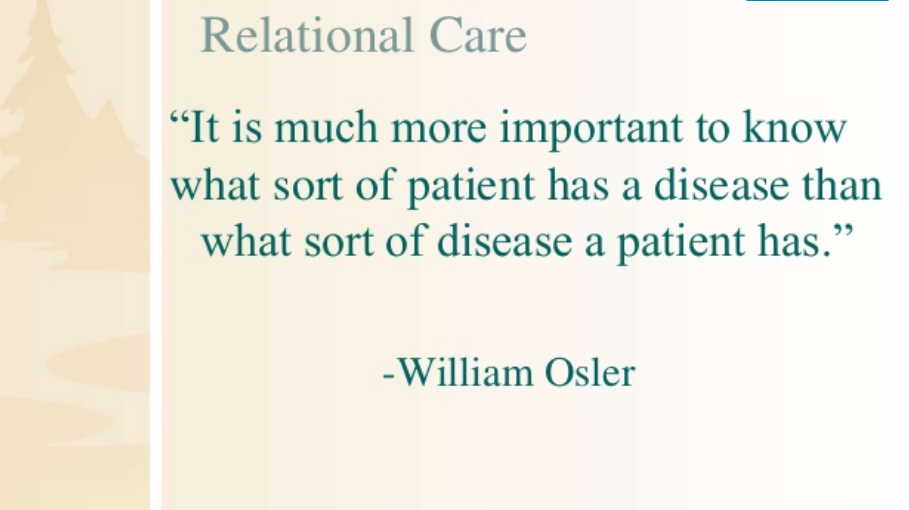 Relational Care
“It is much more important to know
what sort of patient has a disease than
what sort of disease a patient has.”
-William Osler